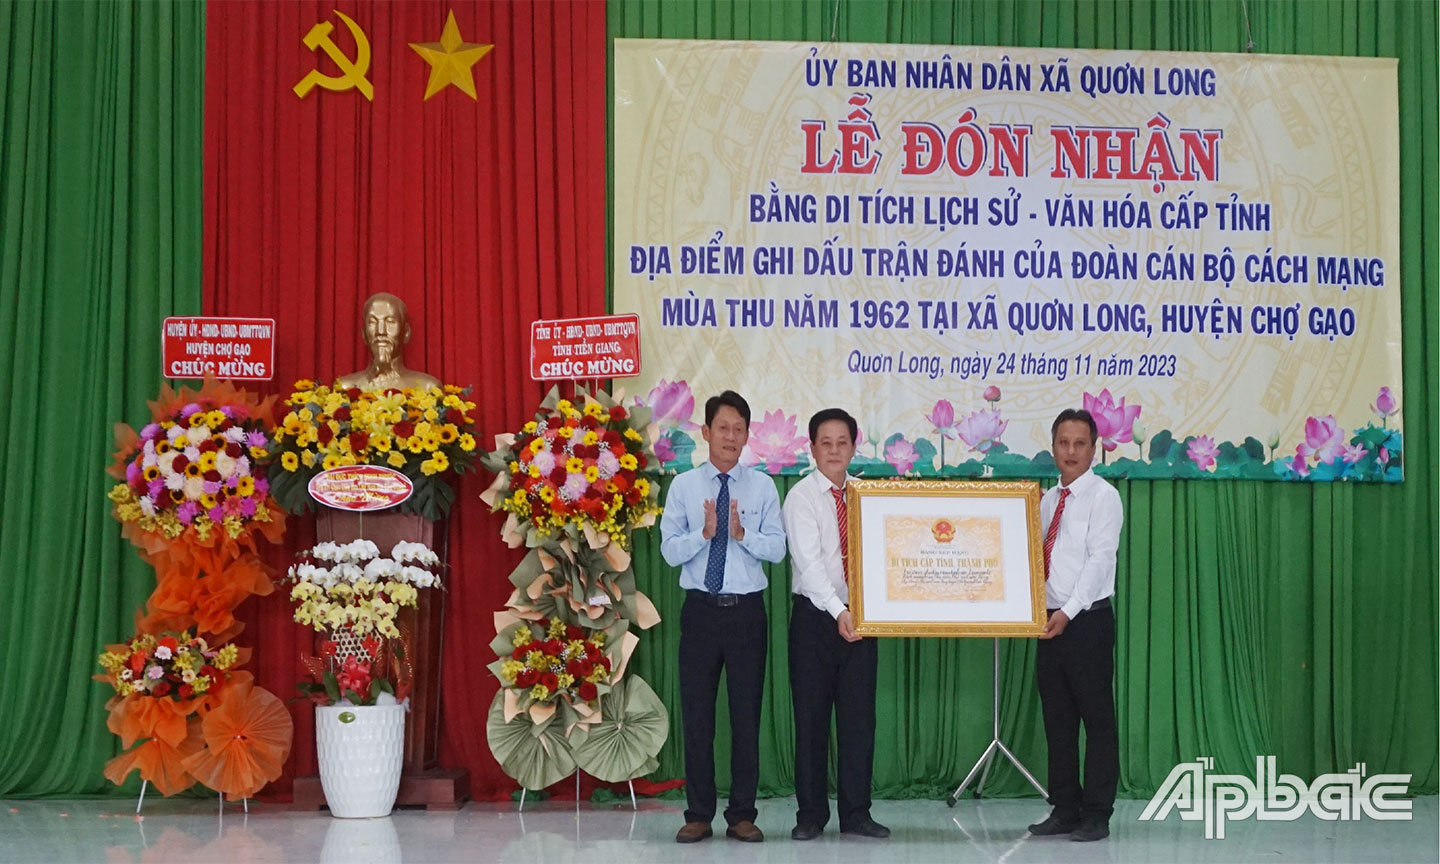 ỦY BAN NHÂN DÂN XÃ QUƠN LONG
LỄ ĐÓN NHẬN
BẰNG DI TÍCH LỊCH SỬ - VĂN HÓA CẤP TỈNH
ĐỊA ĐIỂM GHI DẤU TRẬN ĐÁNH CỦA ĐOÀN CÁN BỘ CÁCH MẠNG
MÙA THU NĂM 1962 TẠI XÃ QUƠN LONG, HUYỆN CHỢ GẠO
Quơn Long, ngày 24 tháng 11 năm 2023
HUYỆN ỦY - HĐND- UBND- UBMTTQVN
HUYỆN CHỢ GẠO
CHÚC MỪNG
TỈNH ỦY - HĐND- UBND- UBMTTQVN
TỈNH TIỀN GIANG
CHÚC MỪNG
BẰNG XẾP HẠNG
DI TÍCH CẤP TỈNH, THÀNH PHỐ
Apbắc